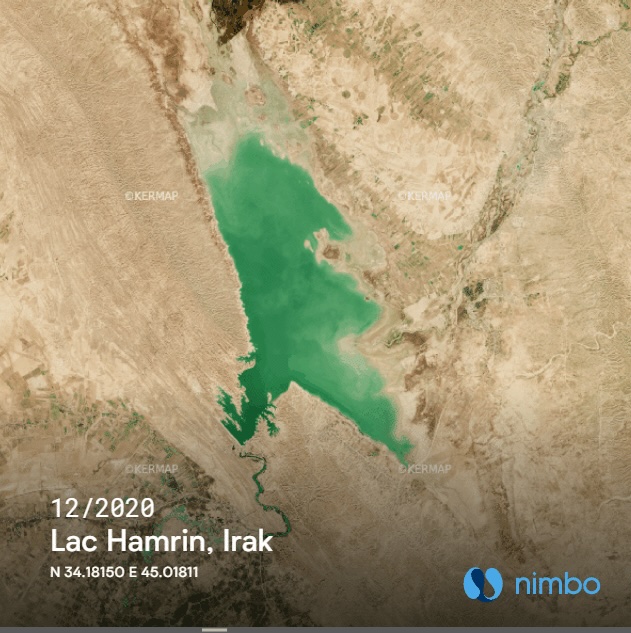 ©KERMAP ©KERMAP
©KERMAP ©KERMAP
12/2020
Lac Hamrin, Irak
N 34.18150 E 45.01811
nimbo